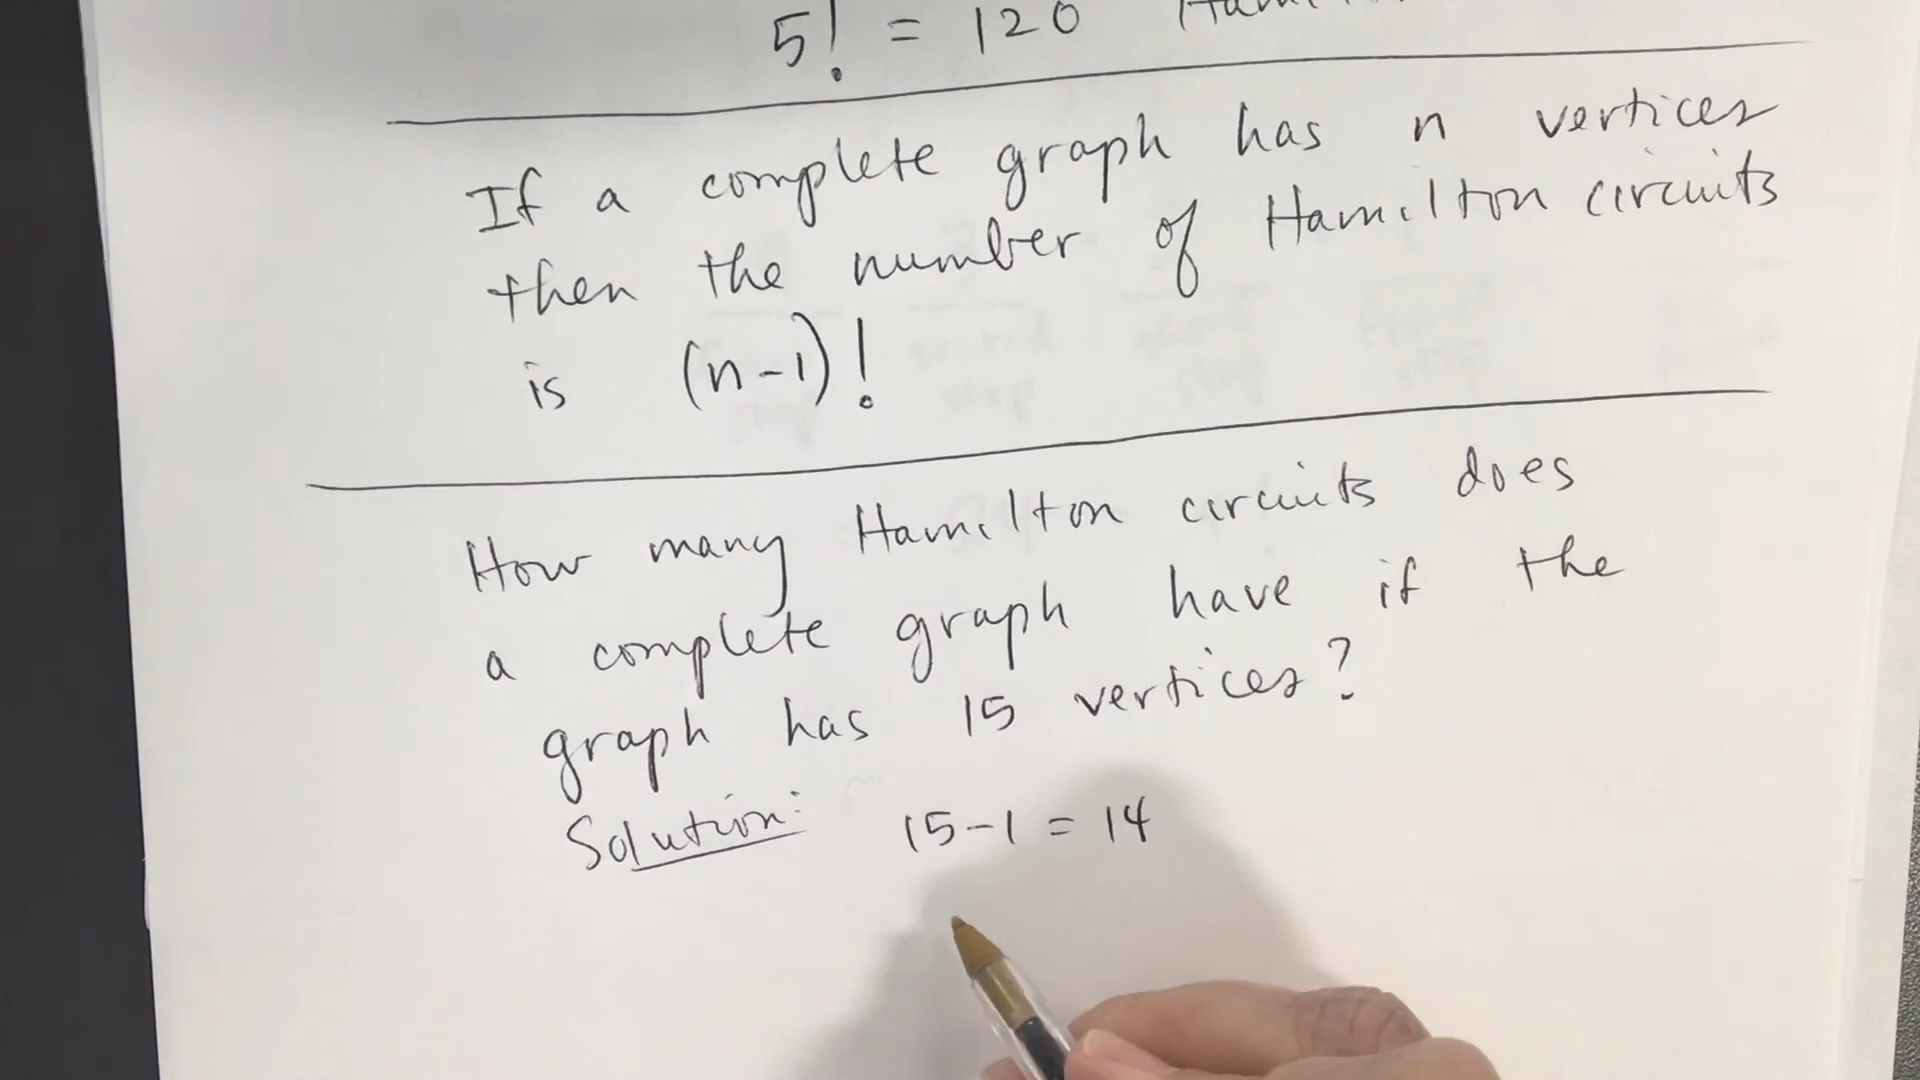 5! = 120
If a complete graph has n vertices
then the number of Hamilton circuits
is (n-1)!
How many Hamilton circuits does
a complete graph have if the
graph has 15 vertices?
Solution: 15-1 = 14